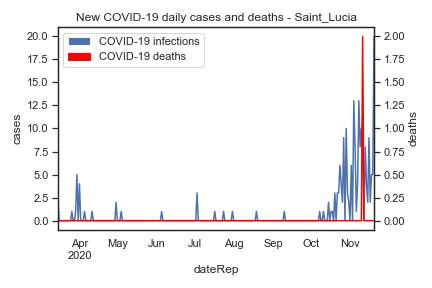 New COVID-19 daily cases and deaths - Saint_Lucia
COVID-19 infections
COVID-19 deaths
20.0
17.5
15.0
12.5
10.0
7.5
5.0
2.5
0.0
cases
2.00
1.75
1.50
1.25
1.00
0.75
0.50
0.25
0.00
deaths
Apr May Jun Jul Aug Sep Oct Nov
2020
dateRep